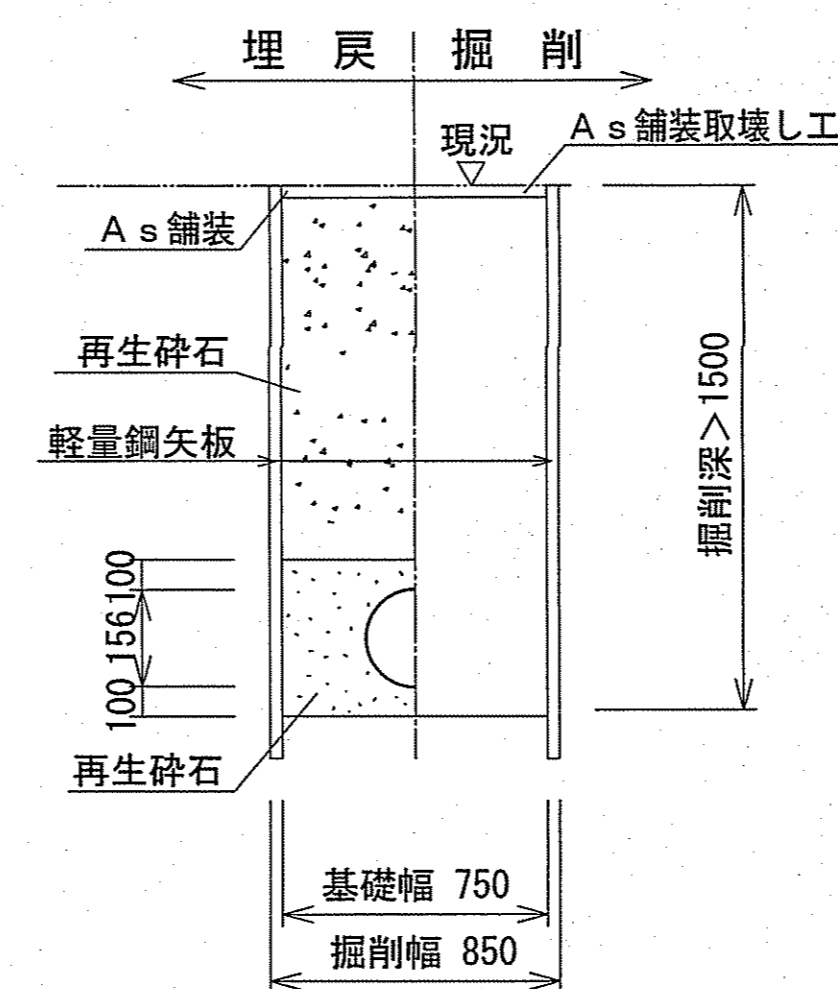 埋戻 掘削
As舗装取壊し工
現況
As舗装
再生砕石
掘削深>1500
軽量鋼矢板
100
156
100
再生砕石
基礎幅 750
掘削幅 850